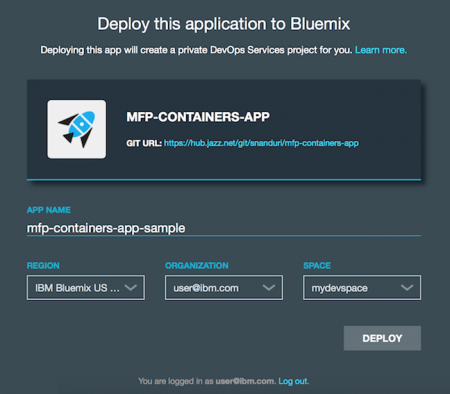 Deploy this application to Bluemix
Deploying this app will create a private DevOps Services project for you. Learn more.
MFP-CONTAINERS-APP
GIT URL: https://hub.jazz.net/git/snanduri/mfp-containers-app
APP NAME
mfp-containers-app-sample
REGION ORGANIZATION SPACE
IBM Bluemix US ... user@ibm.com mydevspace
DEPLOY
You are logged in as user@ibm.com. Log out.